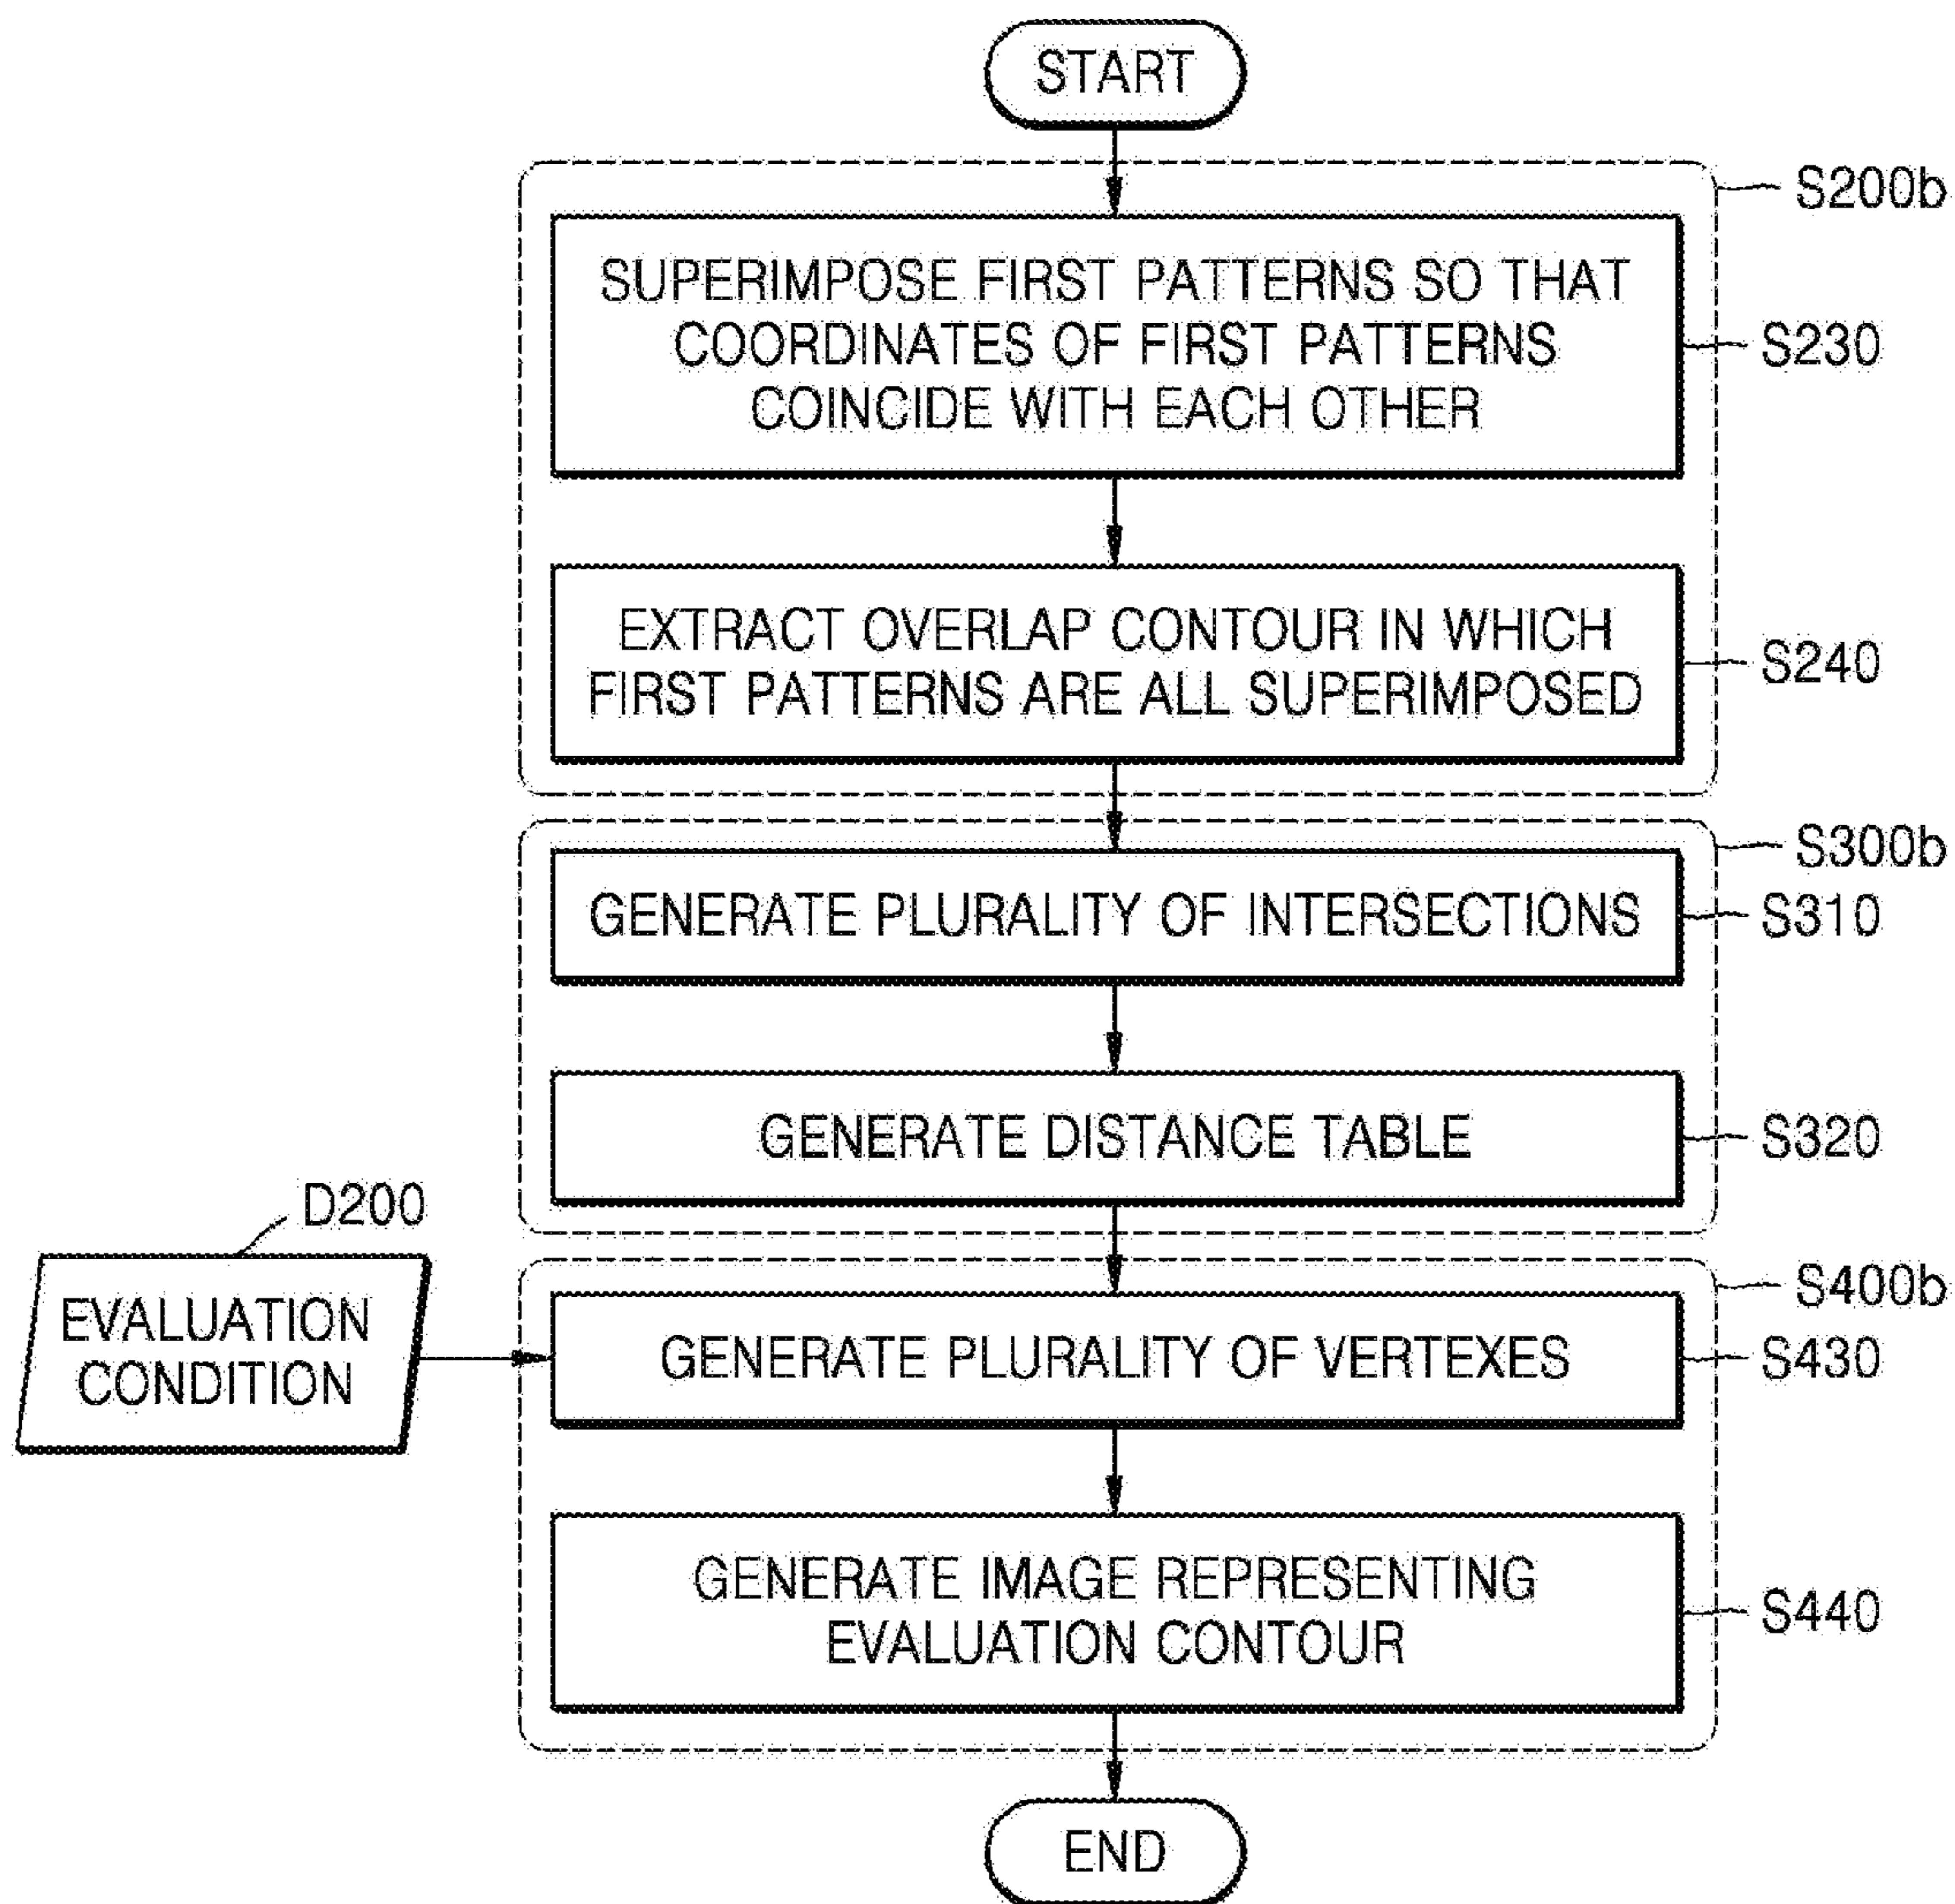 START
S200b
SUPERIMPOSE FIRST PATTERNS SO THAT
COORDINATES OF FIRST PATTERNS
COINCIDE WITH EACH OTHER
S230
EXTRACT OVERLAP CONTOUR IN WHICH
FIRST PATTERNS ARE ALL SUPERIMPOSED
S240
S300b
GENERATE PLURALITY OF INTERSECTIONS
S310
GENERATE DISTANCE TABLE
S320
D200
EVALUATION
CONDITION
S400b
GENERATE PLURALITY OF VERTEXES
S430
GENERATE IMAGE REPRESENTING
EVALUATION CONTOUR
S440
END